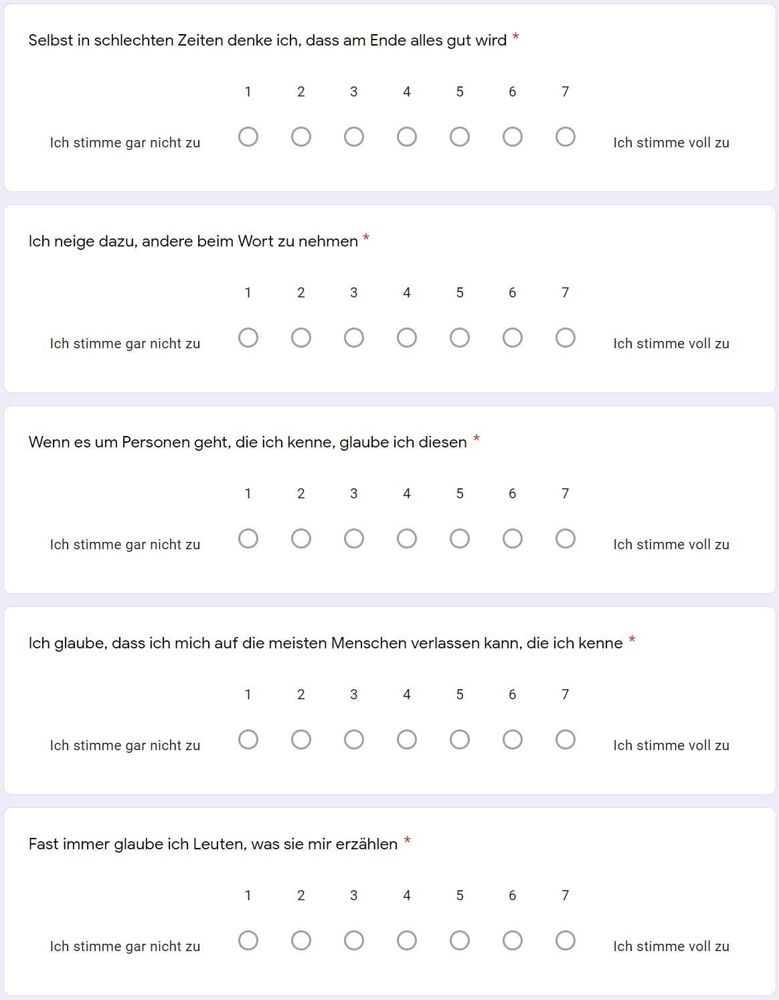 Selbst in schlechten Zeiten denke ich, dass am Ende alles gut wird *
1 2 3 4 5 6 7
Ich stimme gar nicht zu Ich stimme voll zu
Ich neige dazu, andere beim Wort zu nehmen *
1 2 3 4 5 6 7
Ich stimme gar nicht zu Ich stimme voll zu
Wenn es um Personen geht, die ich kenne, glaube ich diesen *
1 2 3 4 5 6 7
Ich stimme gar nicht zu Ich stimme voll zu
Ich glaube, dass ich mich auf die meisten Menschen verlassen kann, die ich kenne *
1 2 3 4 5 6 7
Ich stimme gar nicht zu Ich stimme voll zu
Fast immer glaube ich Leuten, was sie mir erzählen *
1 2 3 4 5 6 7
Ich stimme gar nicht zu Ich stimme voll zu